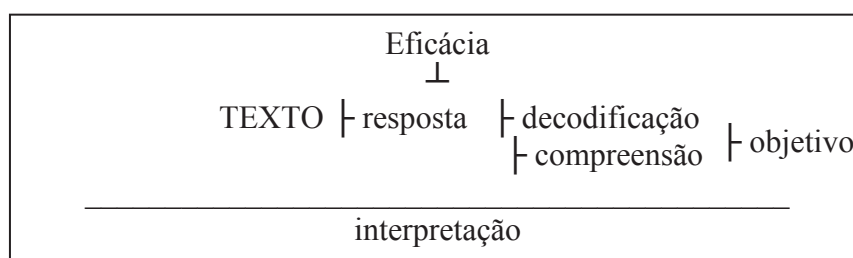 Eficácia
TEXTO resposta decodificação
compreensão objetivo
interpretação